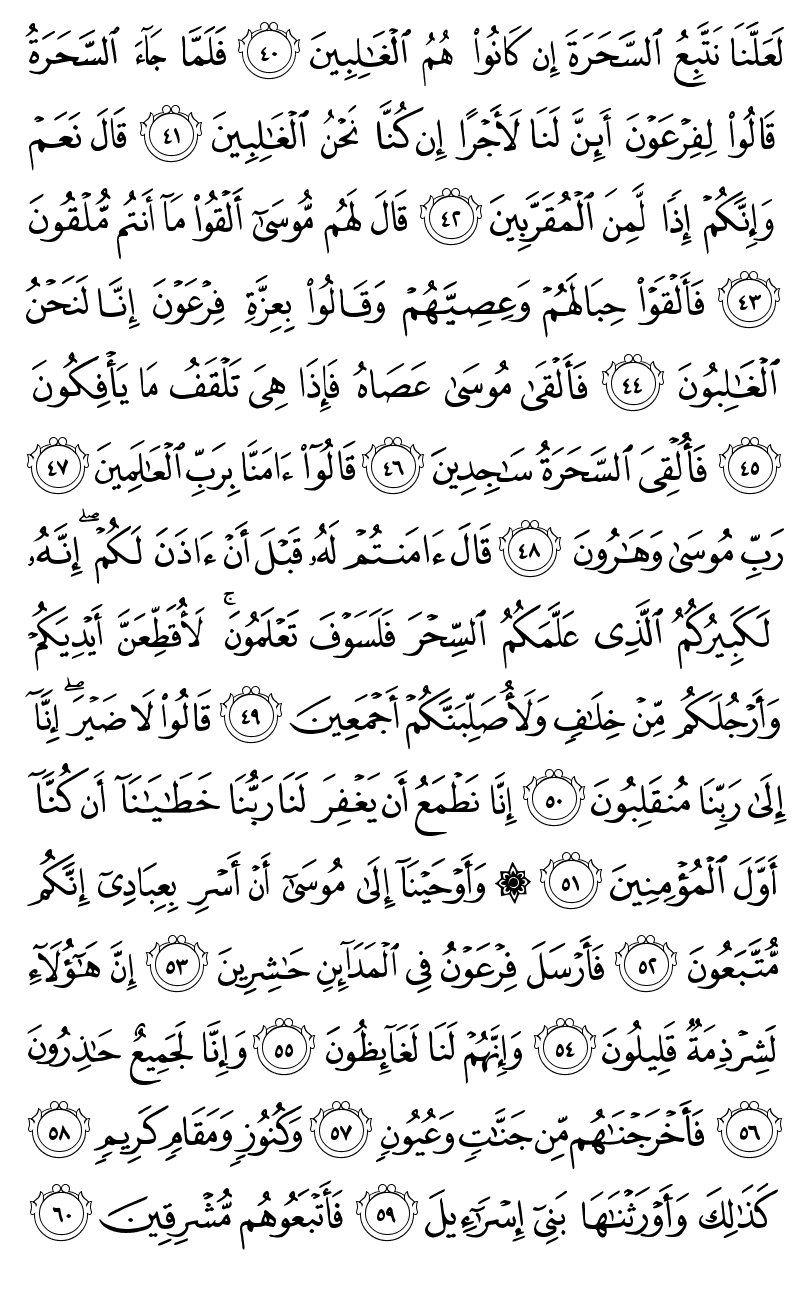 لَعَلَّنَا نَتَّبِعُ ٱلسَّحَرَةَ إِن كَانُوا۟ هُمُ ٱلْغَـٰلِبِينَ ٤٠ فَلَمَّا جَآءَ ٱلسَّحَرَةُ
قَالُوا۟ لِفِرْعَوْنَ أَئِنَّ لَنَا لَأَجْرًا إِن كُنَّا نَحْنُ ٱلْغَـٰلِبِينَ ٤١ قَالَ نَعَمْ
وَإِنَّكُمْ إِذًا لَّمِنَ ٱلْمُقَرَّبِينَ ٤٢ قَالَ لَهُم مُّوسَىٰٓ أَلْقُوا۟ مَآ أَنتُم مُّلْقُونَ
٤٣ فَأَلْقَوْا۟ حِبَالَهُمْ وَعِصِيَّهُمْ وَقَالُوا۟ بِعِزَّةِ فِرْعَوْنَ إِنَّا لَنَحْنُ
ٱلْغَـٰلِبُونَ ٤٤ فَأَلْقَىٰ مُوسَىٰ عَصَاهُ فَإِذَا هِىَ تَلْقَفُ مَا يَأْفِكُونَ
٤٥ فَأُلْقِىَ ٱلسَّحَرَةُ سَـٰجِدِينَ ٤٦ قَالُوٓا۟ ءَامَنَّا بِرَبِّ ٱلْعَـٰلَمِينَ ٤٧
رَبِّ مُوسَىٰ وَهَـٰرُونَ ٤٨ قَالَ ءَامَنتُمْ لَهُۥ قَبْلَ أَنْ ءَاذَنَ لَكُمْ ۖ إِنَّهُۥ
لَكَبِيرُكُمُ ٱلَّذِى عَلَّمَكُمُ ٱلسِّحْرَ فَلَسَوْفَ تَعْلَمُونَ ۚ لَأُقَطِّعَنَّ أَيْدِيَكُمْ
وَأَرْجُلَكُم مِّنْ خِلَـٰفٍ وَلَأُصَلِّبَنَّكُمْ أَجْمَعِينَ ٤٩ قَالُوا۟ لَا ضَيْرَ ۖ إِنَّآ
إِلَىٰ رَبِّنَا مُنقَلِبُونَ ٥٠ إِنَّا نَطْمَعُ أَن يَغْفِرَ لَنَا رَبُّنَا خَطَـٰيَـٰنَآ أَن كُنَّآ
أَوَّلَ ٱلْمُؤْمِنِينَ ٥١ ۞ وَأَوْحَيْنَآ إِلَىٰ مُوسَىٰٓ أَنْ أَسْرِ بِعِبَادِىٓ إِنَّكُم
مُّتَّبَعُونَ ٥٢ فَأَرْسَلَ فِرْعَوْنُ فِى ٱلْمَدَآئِنِ حَـٰشِرِينَ ٥٣ إِنَّ هَـٰٓؤُلَآءِ
لَشِرْذِمَةٌ قَلِيلُونَ ٥٤ وَإِنَّهُمْ لَنَا لَغَآئِظُونَ ٥٥ وَإِنَّا لَجَمِيعٌ حَـٰذِرُونَ
٥٦ فَأَخْرَجْنَـٰهُم مِّن جَنَّـٰتٍ وَعُيُونٍ ٥٧ وَكُنُوزٍ وَمَقَامٍ كَرِيمٍ ٥٨
كَذَٰلِكَ وَأَوْرَثْنَـٰهَا بَنِىٓ إِسْرَٰٓءِيلَ ٥٩ فَأَتْبَعُوهُم مُّشْرِقِينَ ٦٠